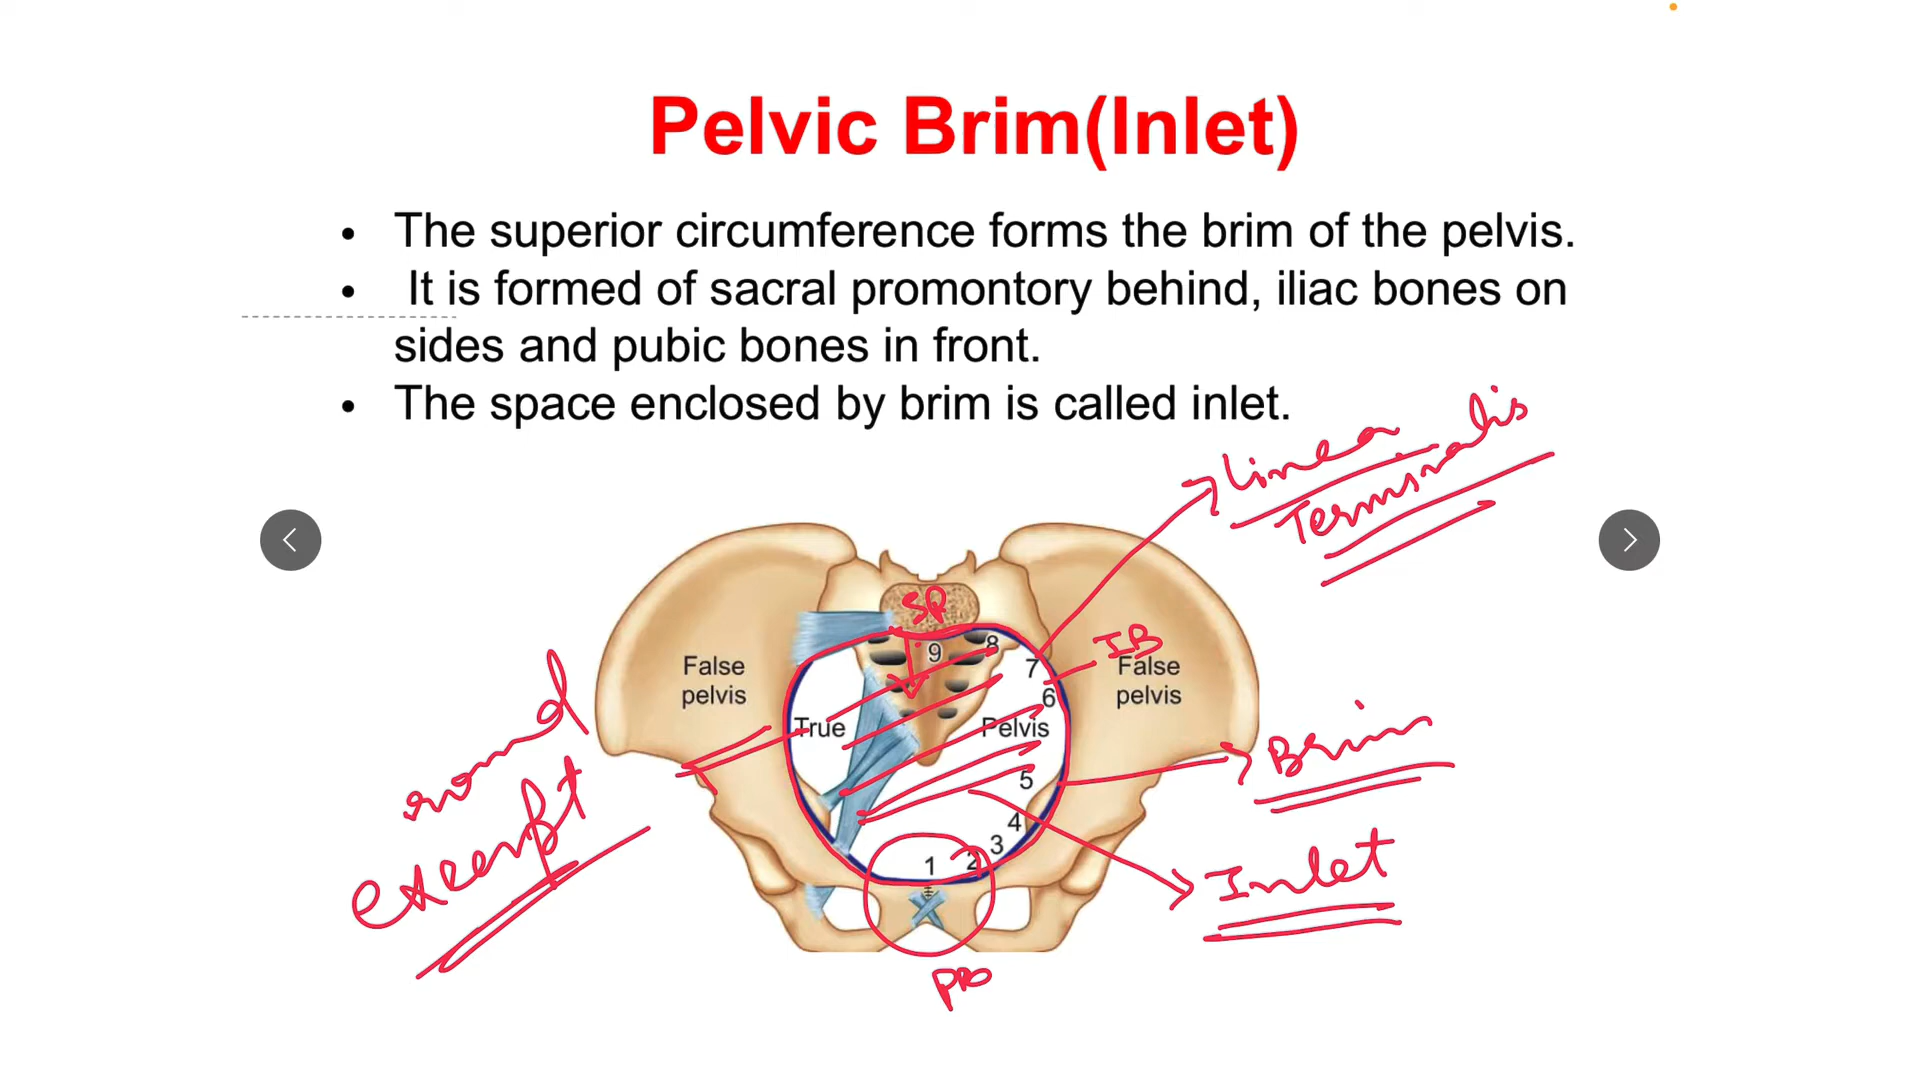 Pelvic Brim(Inlet)
• The superior circumference forms the brim of the pelvis.
• It is formed of sacral promontory behind, iliac bones on
sides and pubic bones in front.
• The space enclosed by brim is called inlet.
Linea
Terminalis
SP
IB
9
8
7
6
5
4
3
2
1
False
pelvis
False
pelvis
True
Pelvis
Brim
Inlet
round
except